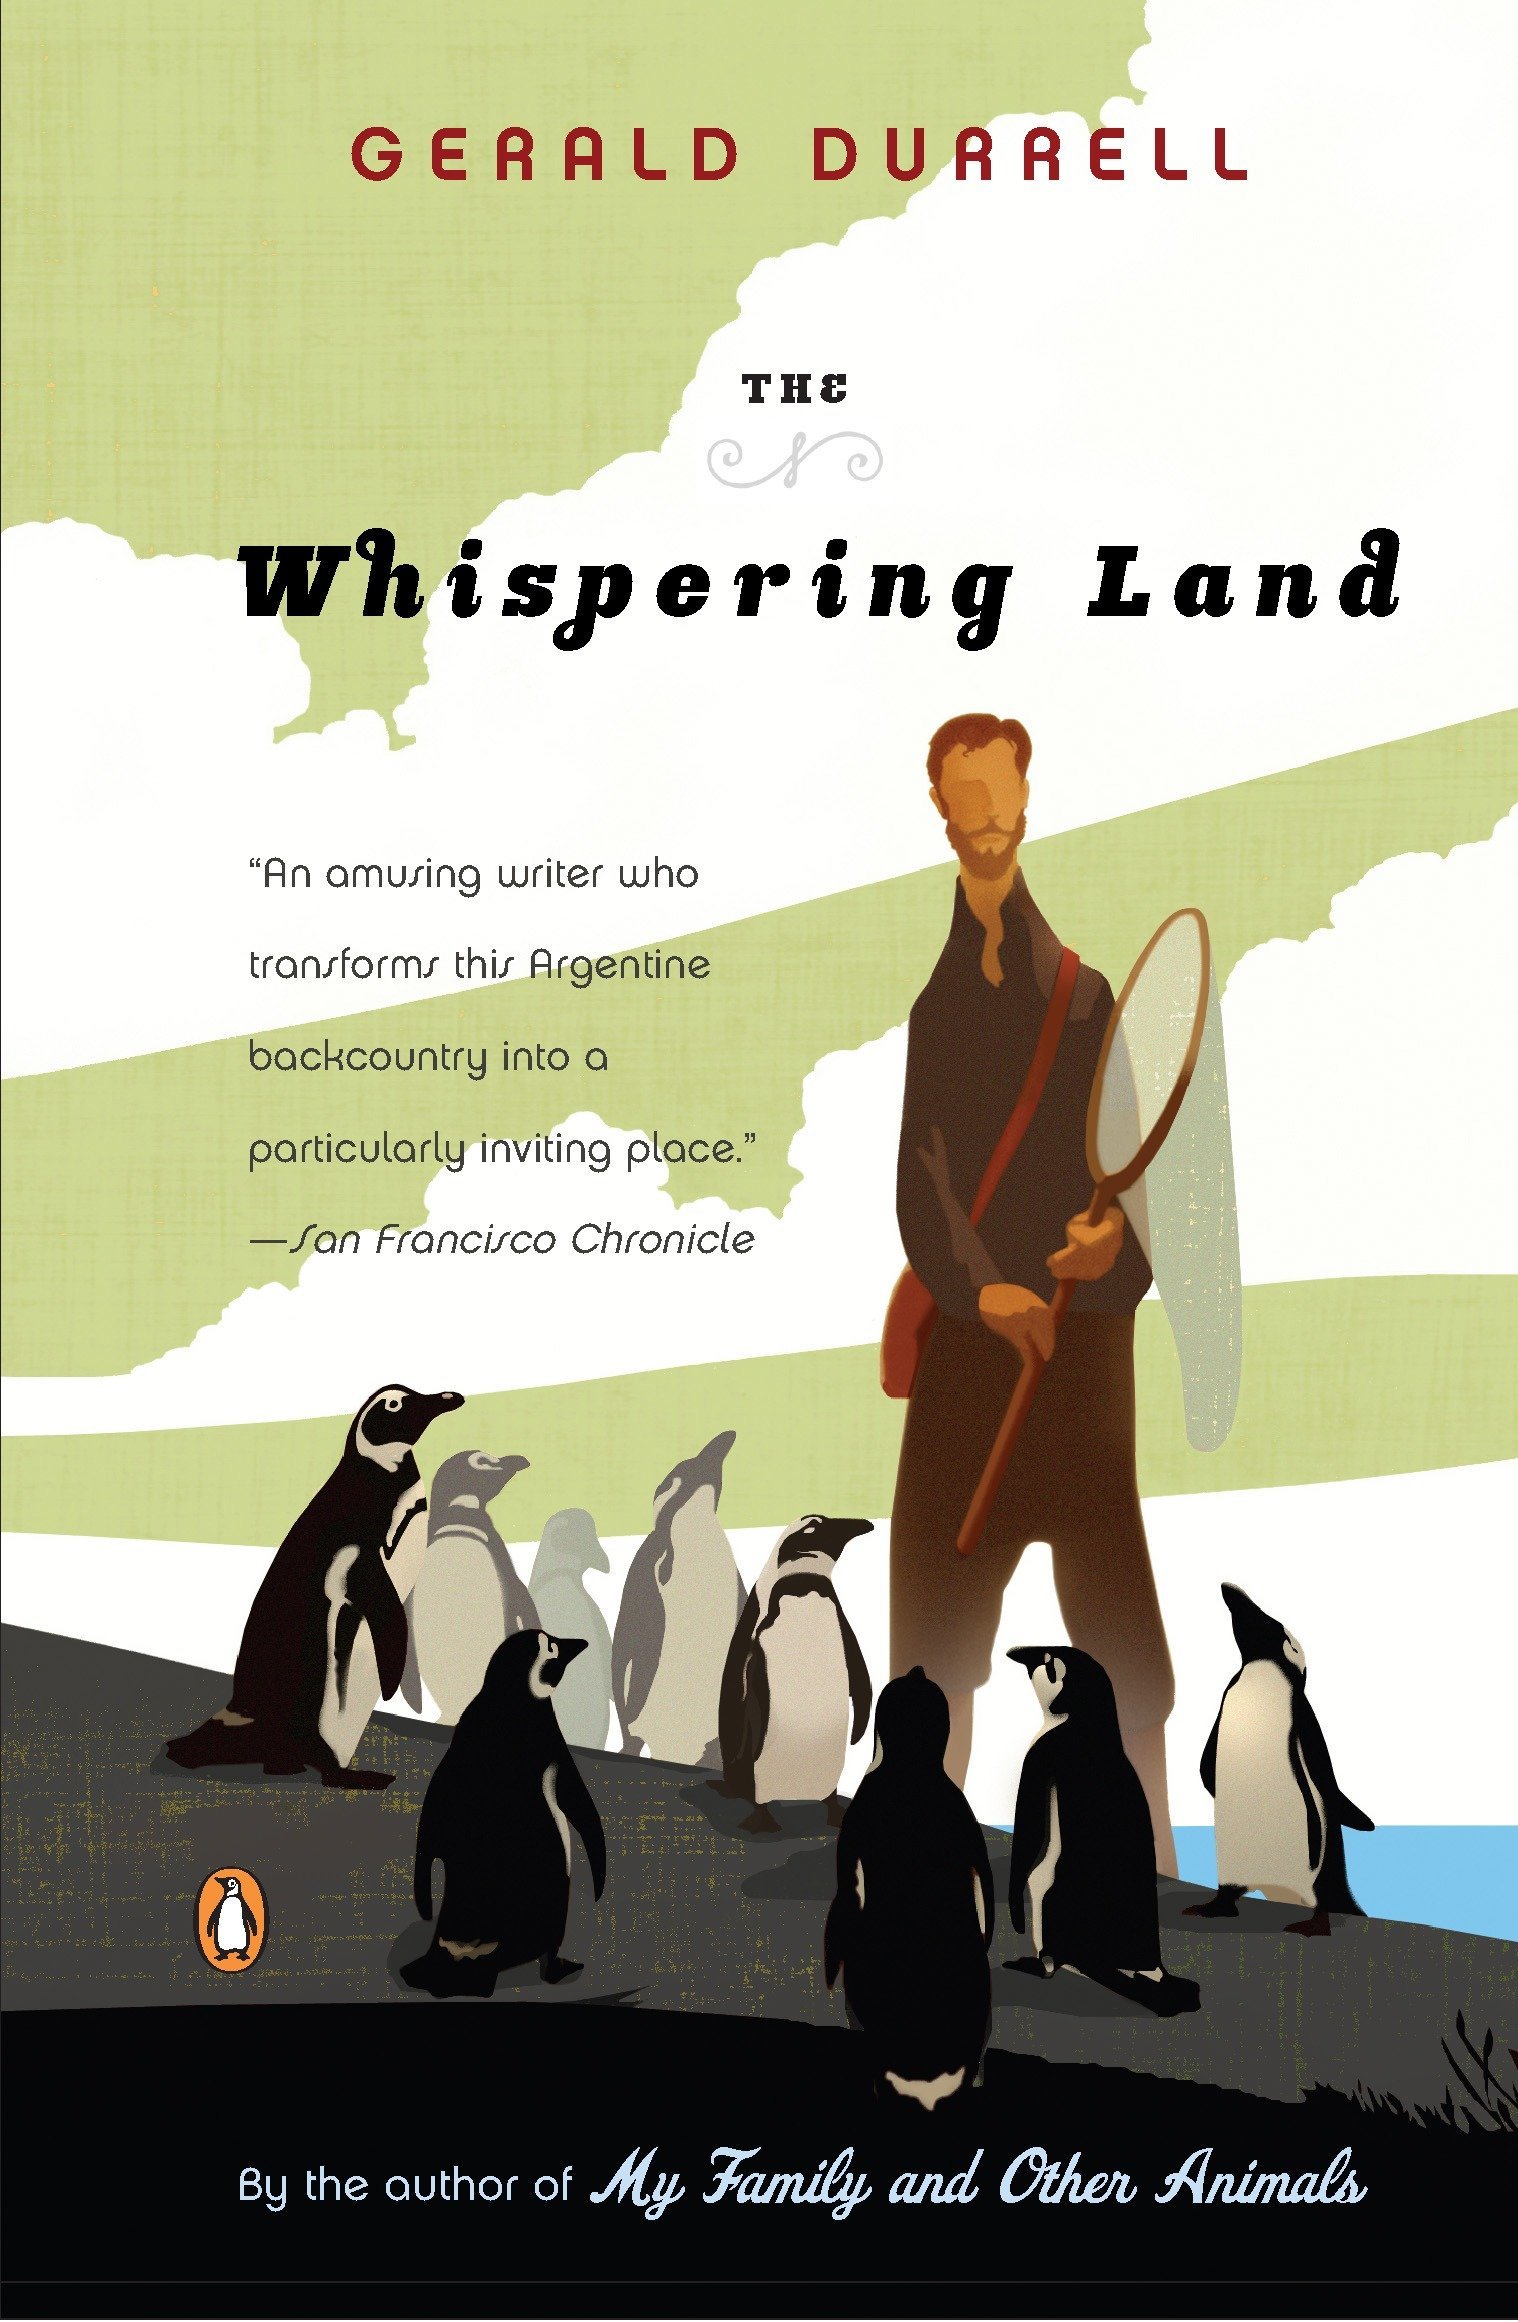 GERALD DURRELL
THE
Whispering Land
“An amusing writer who
transforms this Argentine
backcountry into a
particularly inviting place.”
—San Francisco Chronicle
By the author of My Family and Other Animals